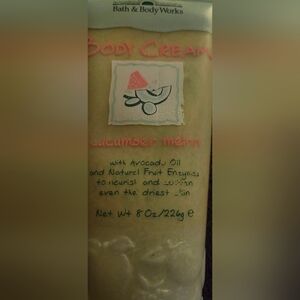 Bath & Body Works
BODY CREAM
cucumber melon
with Avocado Oil
and Natural Fruit Enzymes
to nourish and soften
even the driest skin
Net Wt 8 Oz/226g e